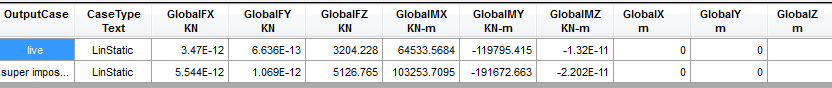 OutputCase CaseType GlobalFX GlobalFY GlobalFZ GlobalMX GlobalMY GlobalMZ GlobalX GlobalY GlobalZ
Text KN KN KN KN-m KN-m KN-m m m m
live LinStatic 3.47E-12 6.636E-13 3204.228 64533.5684 -119795.415 -1.32E-11 0 0
super impos... LinStatic 5.544E-12 1.069E-12 5126.765 103253.7095 -191672.663 -2.202E-11 0 0